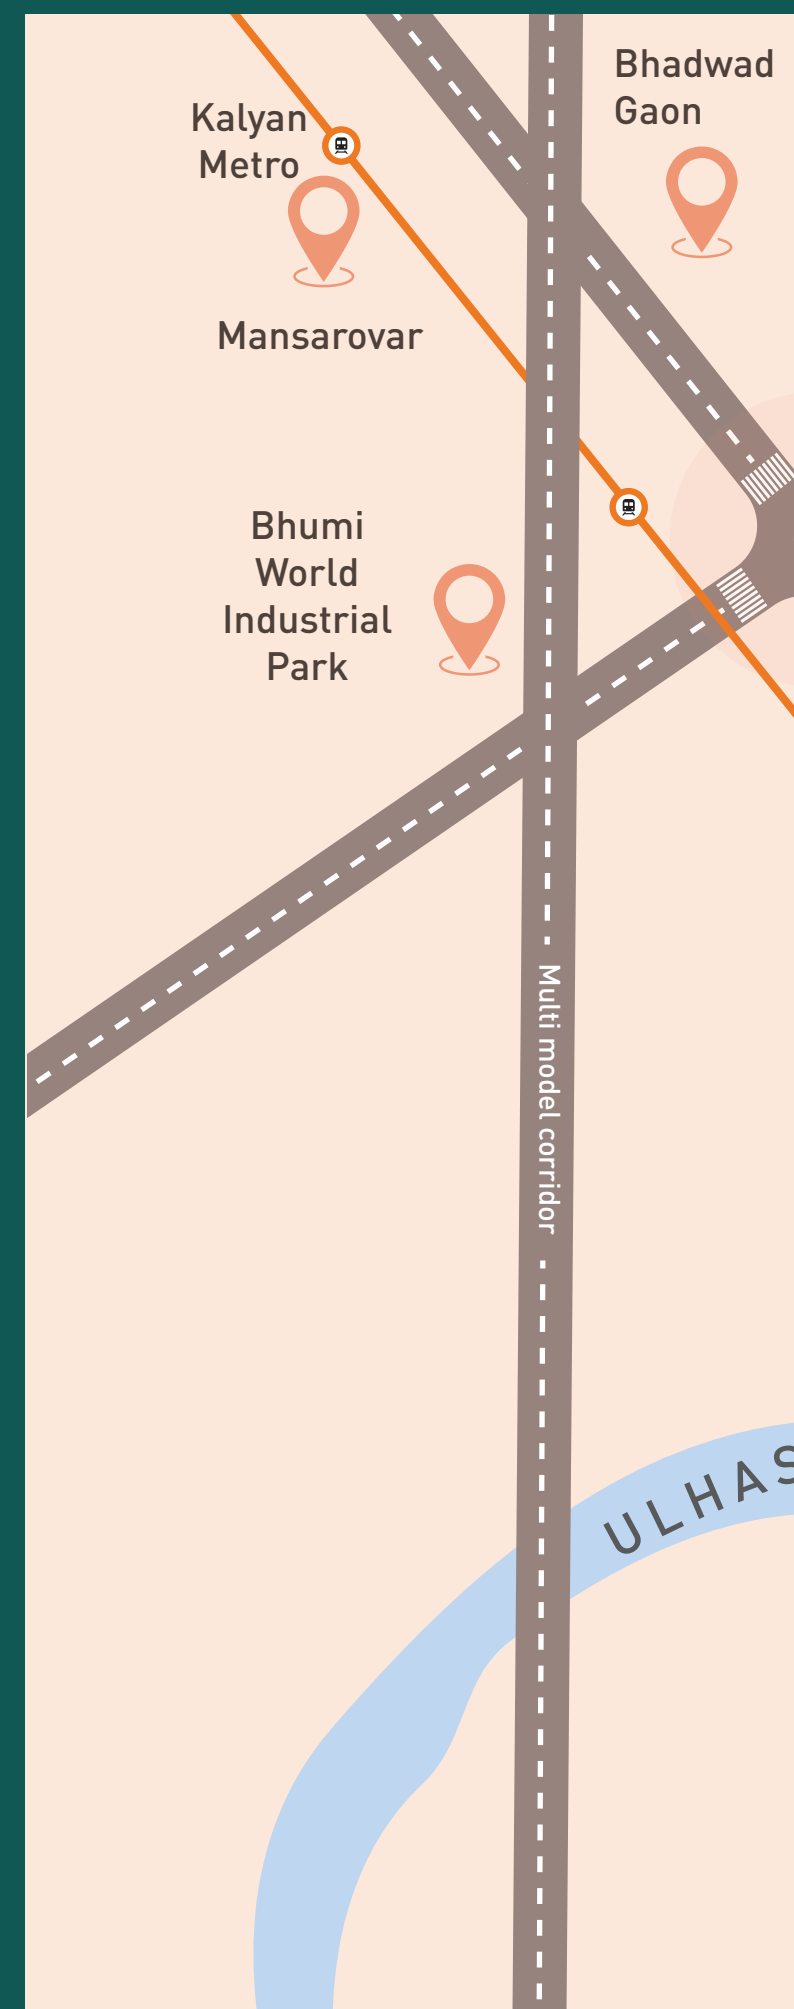 Bhadwad
Gaon
Kalyan
Metro
Mansarovar
Bhumi
World
Industrial
Park
Multi model corridor
ULHAS